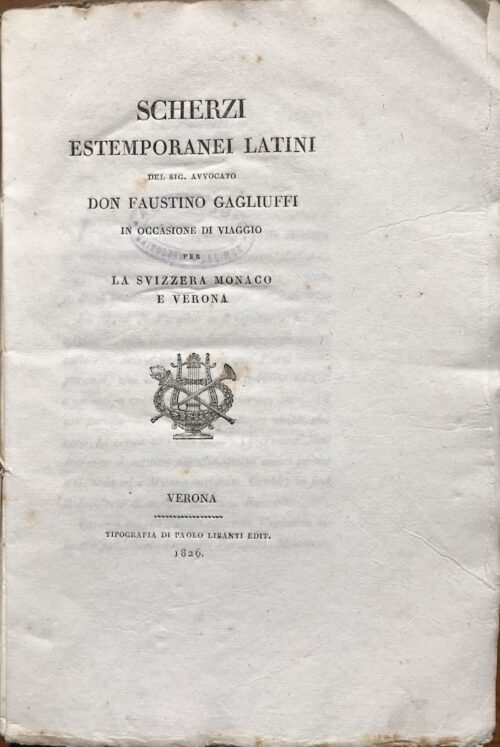 SCHERZI
ESTEMPORANEI LATINI
DEL SIG. AVVOCATO
DON FAUSTINO GAGLIUFFI
IN OCCASIONE DI VIAGGIO
PER
LA SVIZZERA MONACO
E VERONA
VERONA
TIPOGRAFIA DI PAOLO LIBANTI EDIT.
1826.